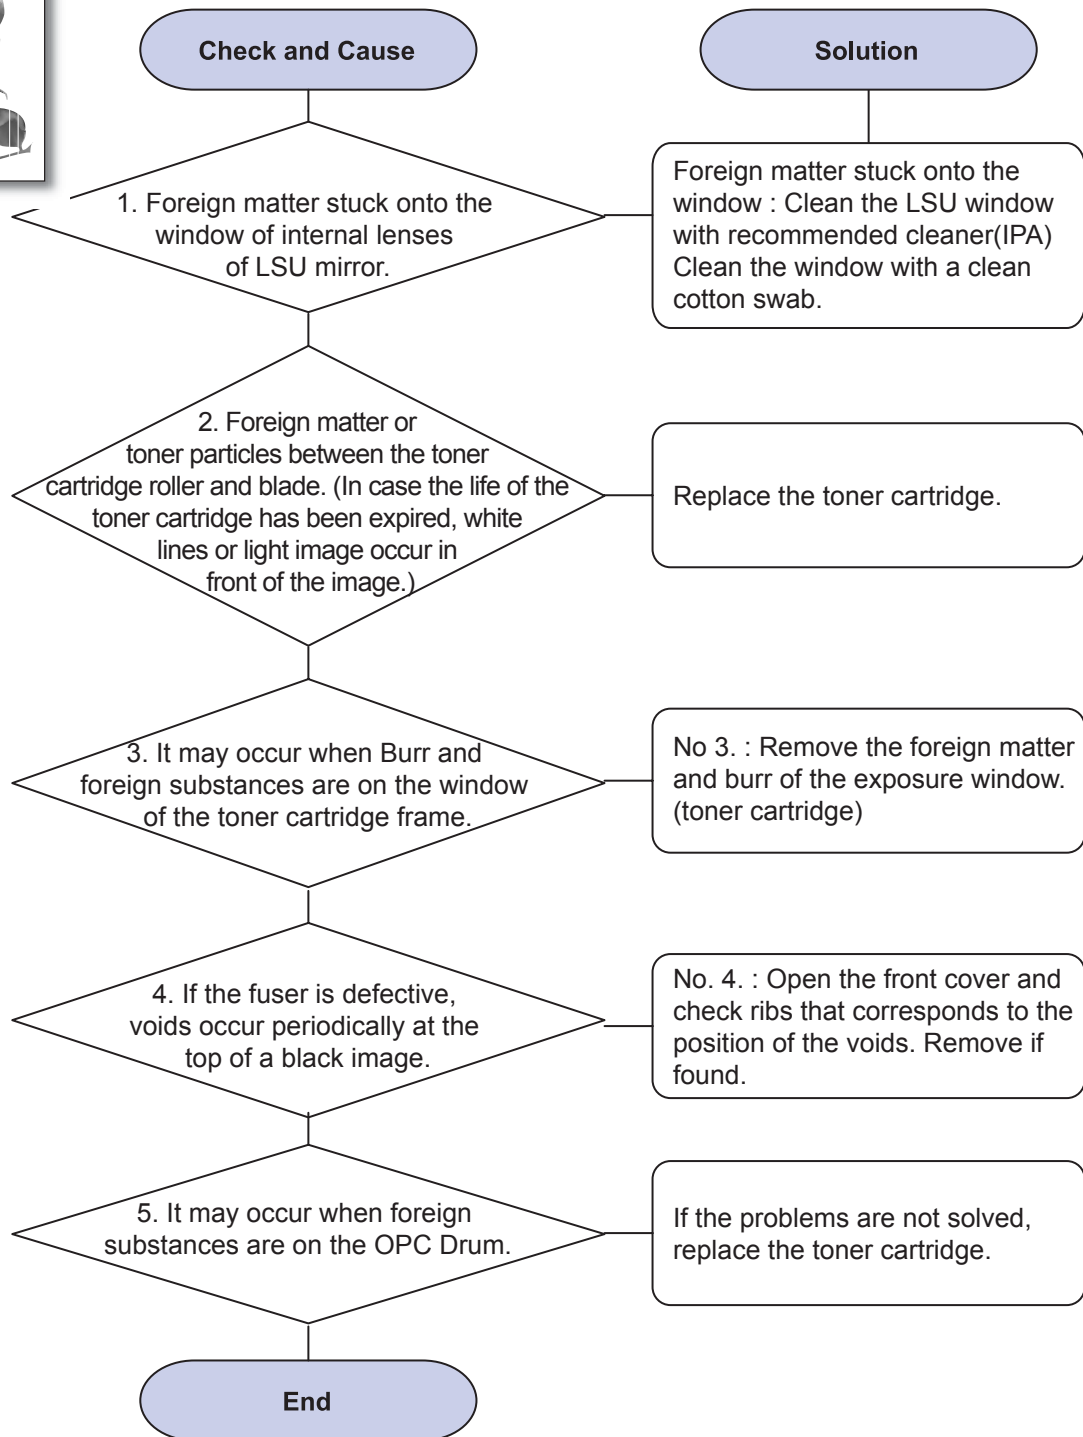 Check and Cause
Solution
1. Foreign matter stuck onto the
window of internal lenses
of LSU mirror.
Foreign matter stuck onto the
window : Clean the LSU window
with recommended cleaner(IPA)
Clean the window with a clean
cotton swab.
2. Foreign matter or
toner particles between the toner
cartridge roller and blade. (In case the life of the
toner cartridge has been expired, white
lines or light image occur in
front of the image.)
Replace the toner cartridge.
3. It may occur when Burr and
foreign substances are on the window
of the toner cartridge frame.
No 3. : Remove the foreign matter
and burr of the exposure window.
(toner cartridge)
4. If the fuser is defective,
voids occur periodically at the
top of a black image.
No. 4. : Open the front cover and
check ribs that corresponds to the
position of the voids. Remove if
found.
5. It may occur when foreign
substances are on the OPC Drum.
If the problems are not solved,
replace the toner cartridge.
End